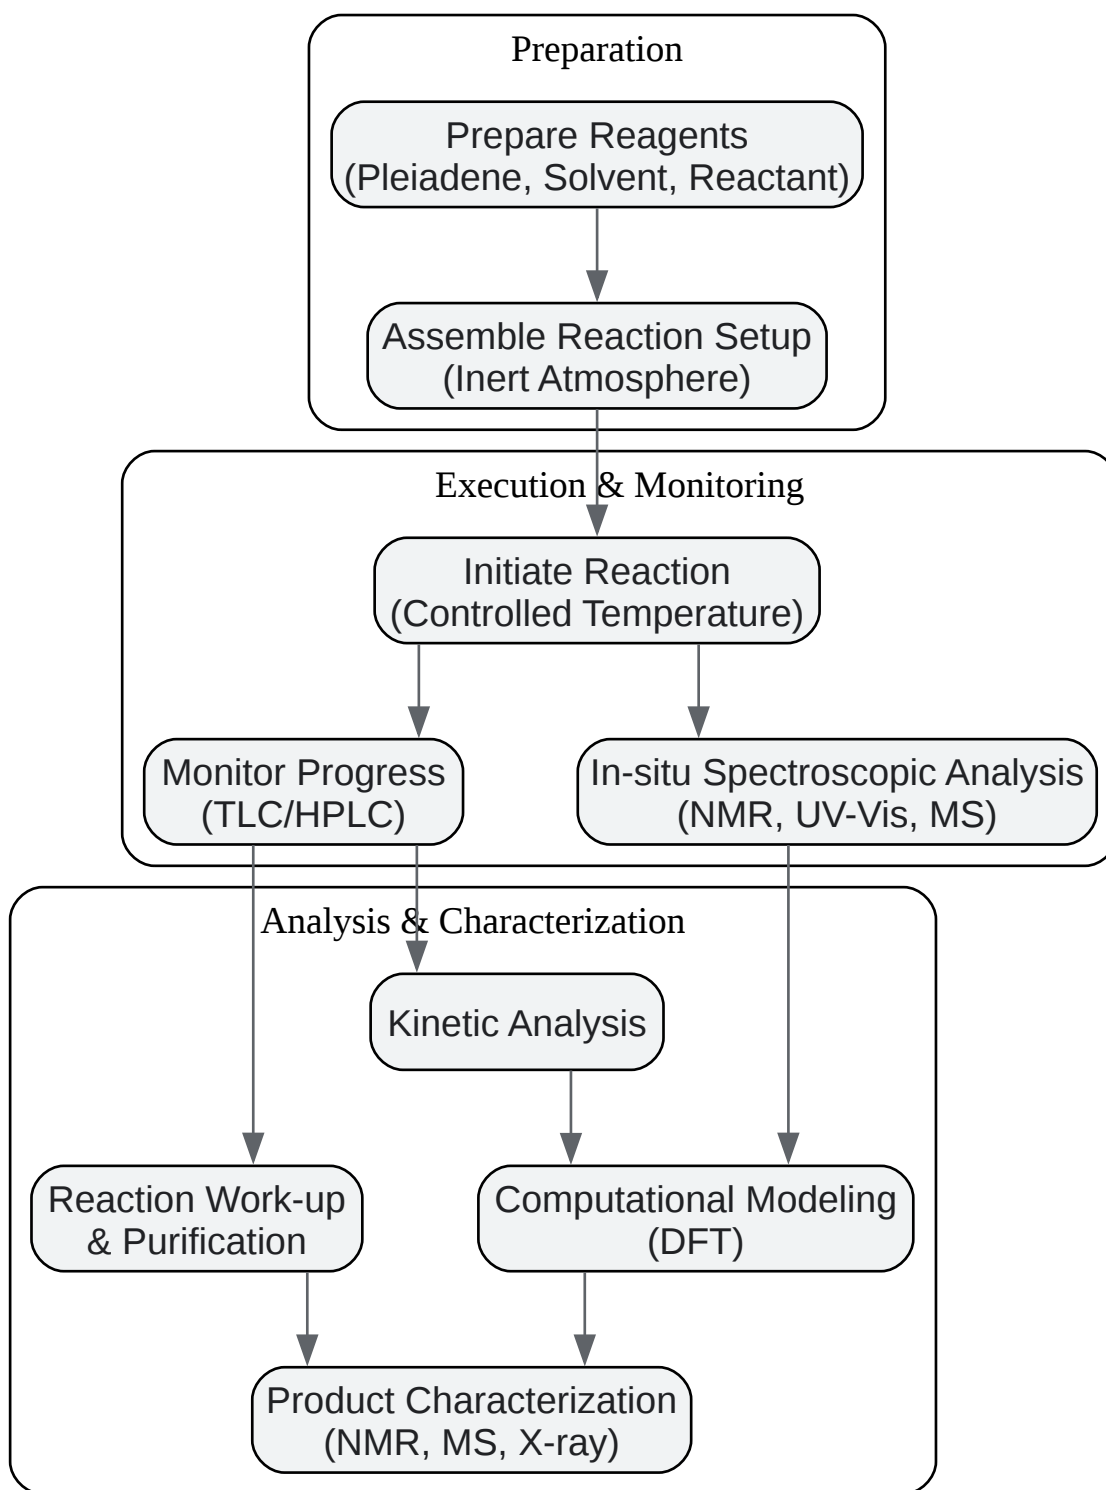 Preparation
Prepare Reagents
(Pleiadene, Solvent, Reactant)
Assemble Reaction Setup
(Inert Atmosphere)
Execution & Monitoring
Initiate Reaction
(Controlled Temperature)
Monitor Progress
(TLC/HPLC)
In-situ Spectroscopic Analysis
(NMR, UV-Vis, MS)
Analysis & Characterization
Kinetic Analysis
Reaction Work-up
& Purification
Computational Modeling
(DFT)
Product Characterization
(NMR, MS, X-ray)